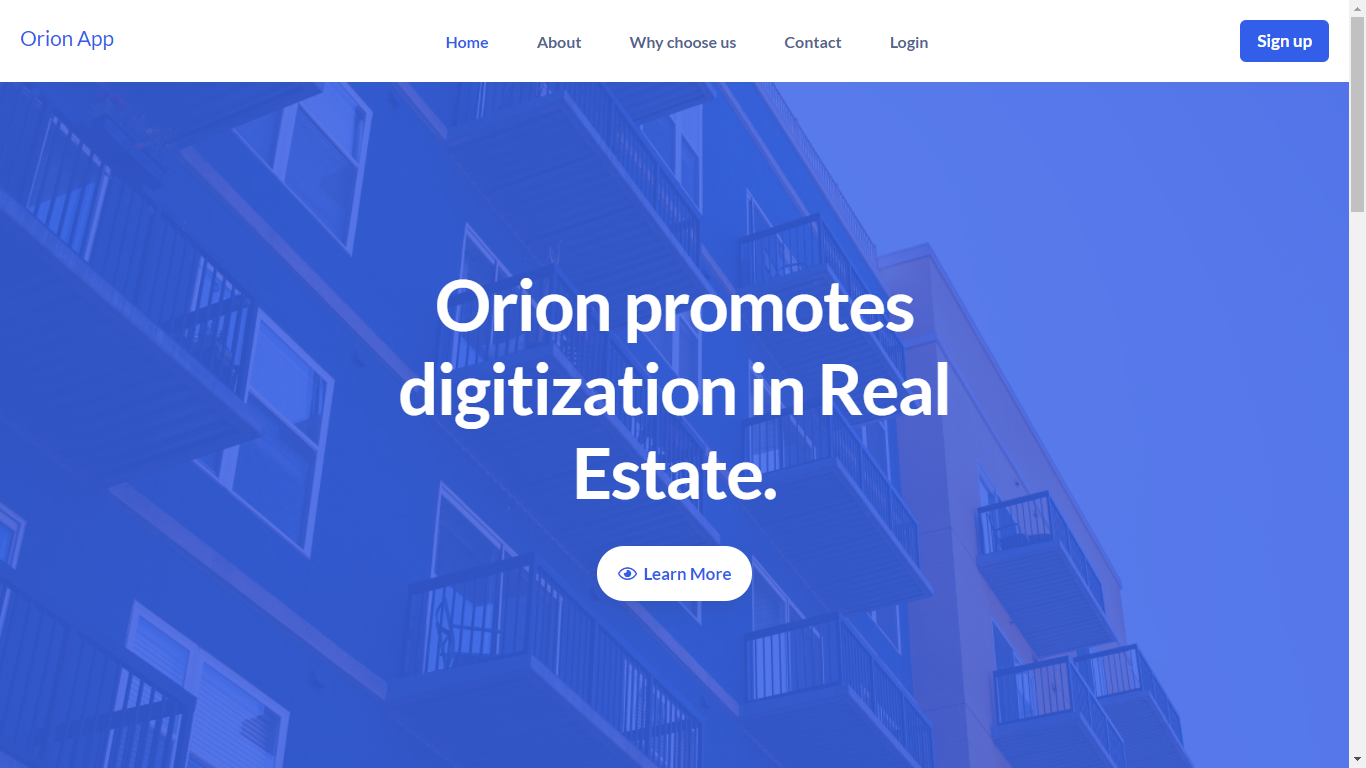 Orion App
Home
About
Why choose us
Contact
Login
Sign up
Orion promotes
digitization in Real
Estate.
Learn More